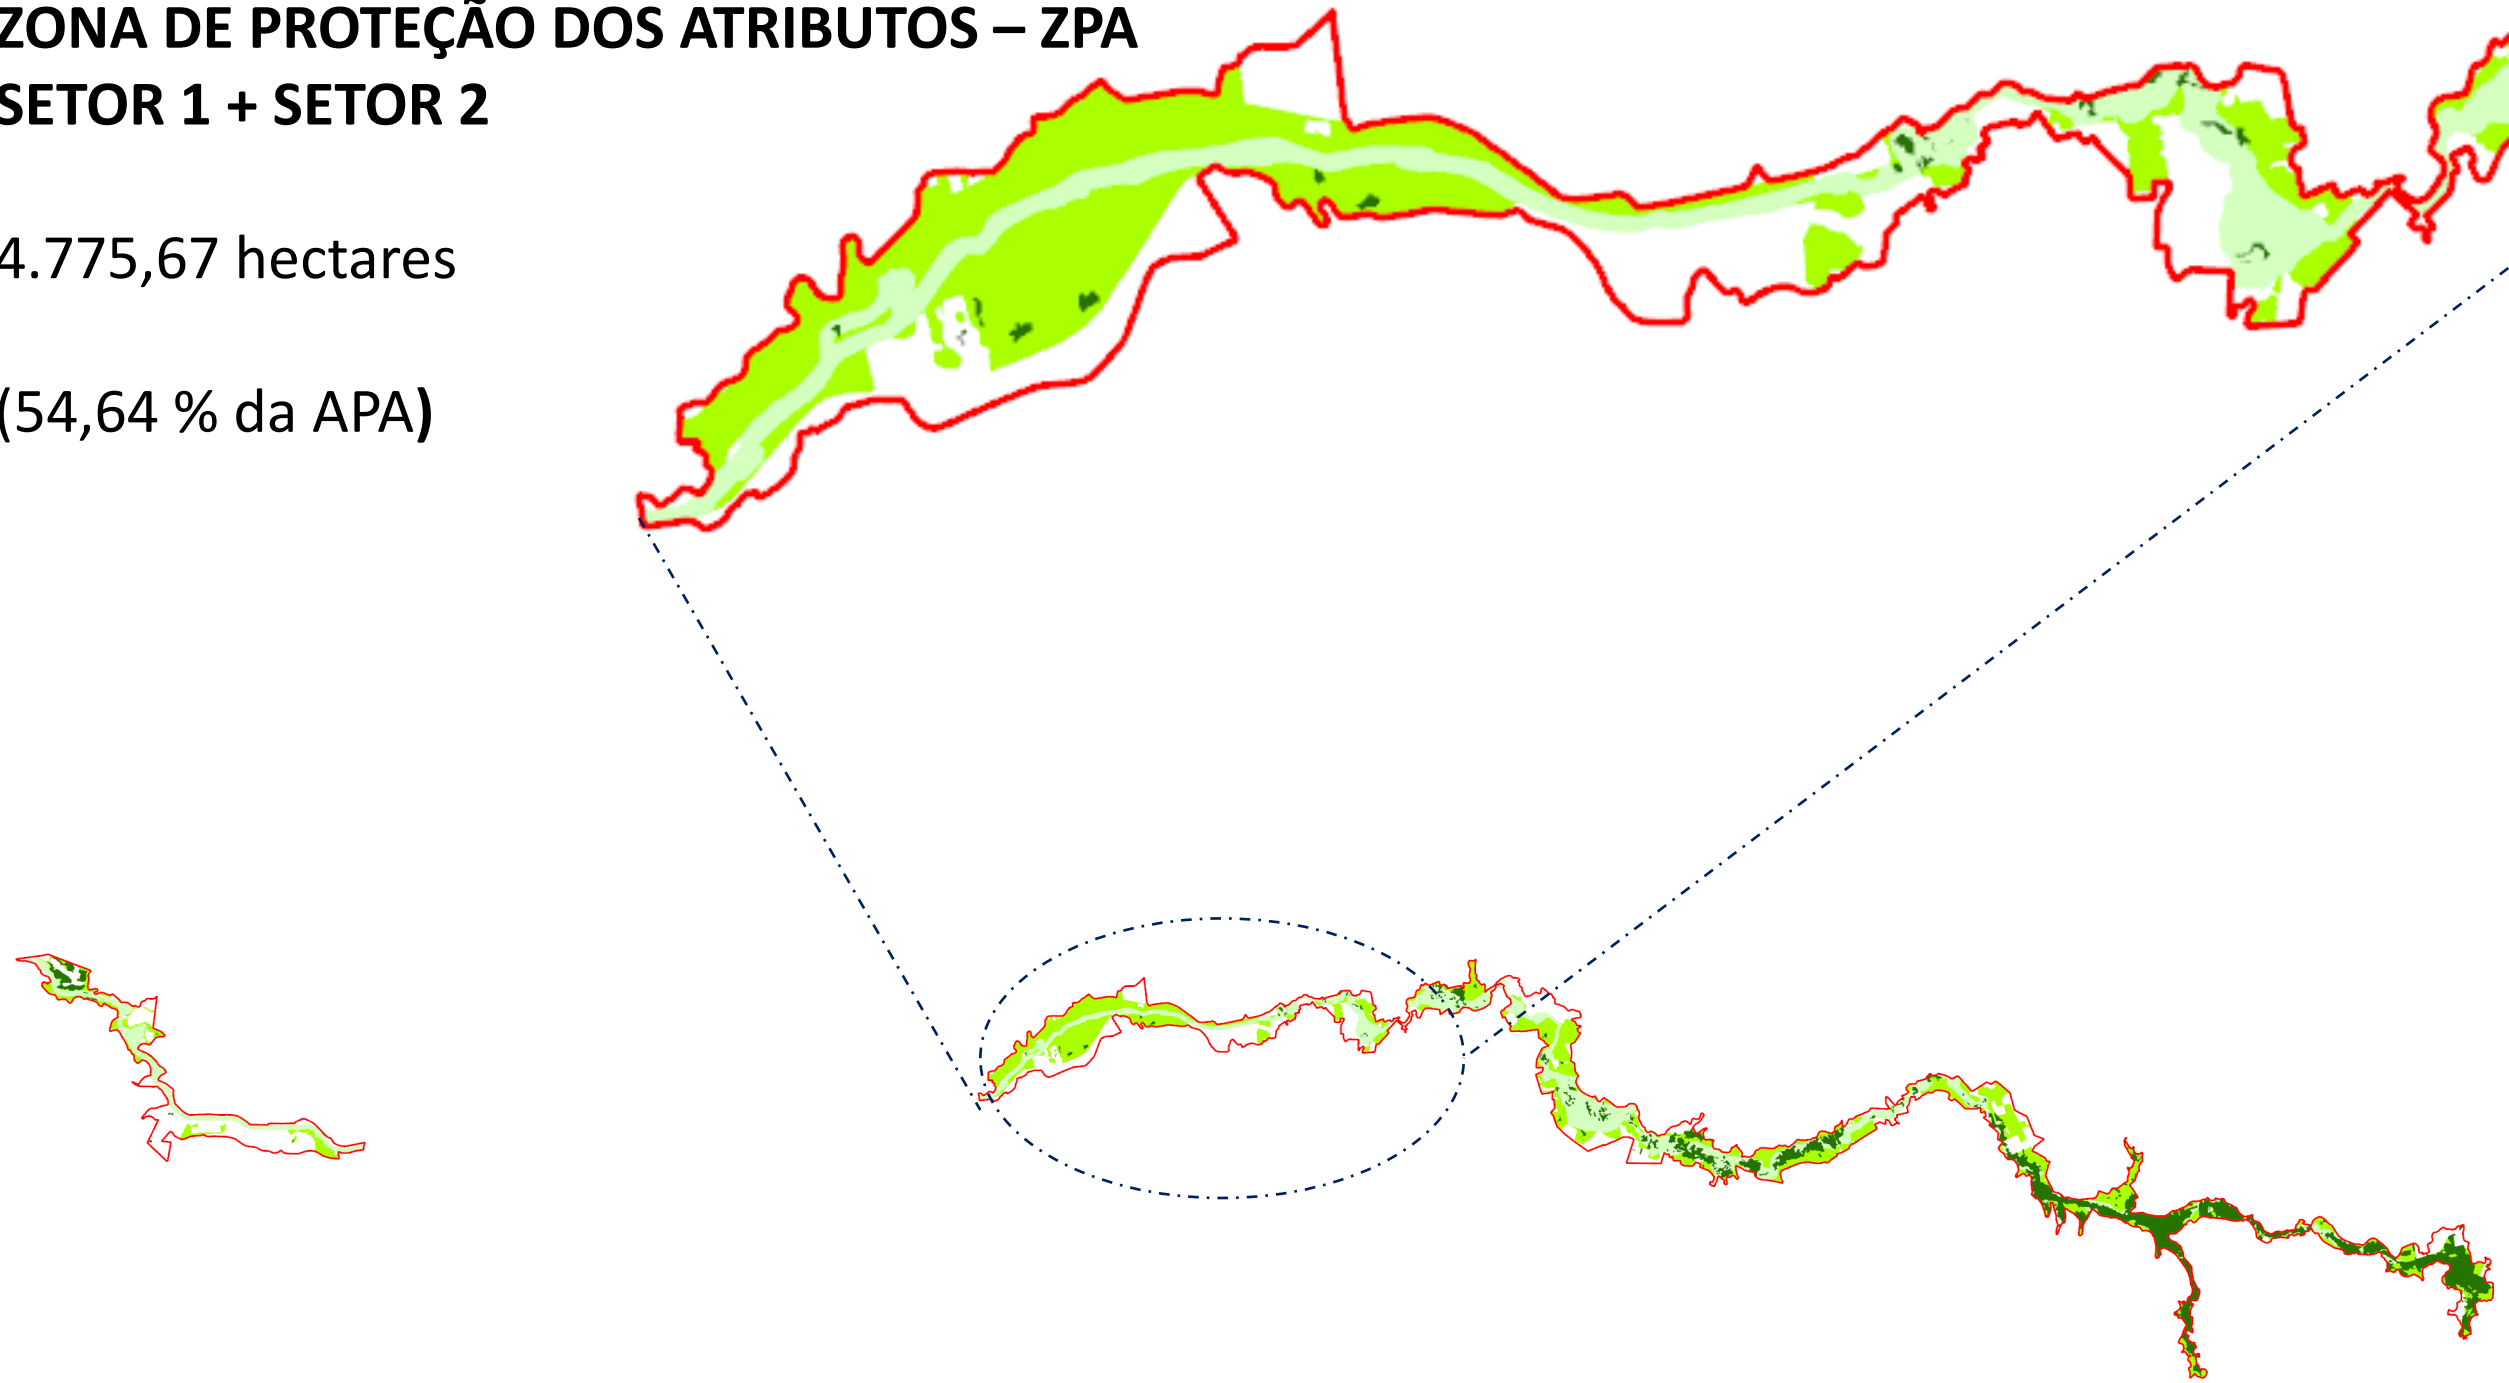 ZONA DE PROTEÇÃO DOS ATRIBUTOS – ZPA
SETOR 1 + SETOR 2
4.775,67 hectares
(54,64 % da APA)